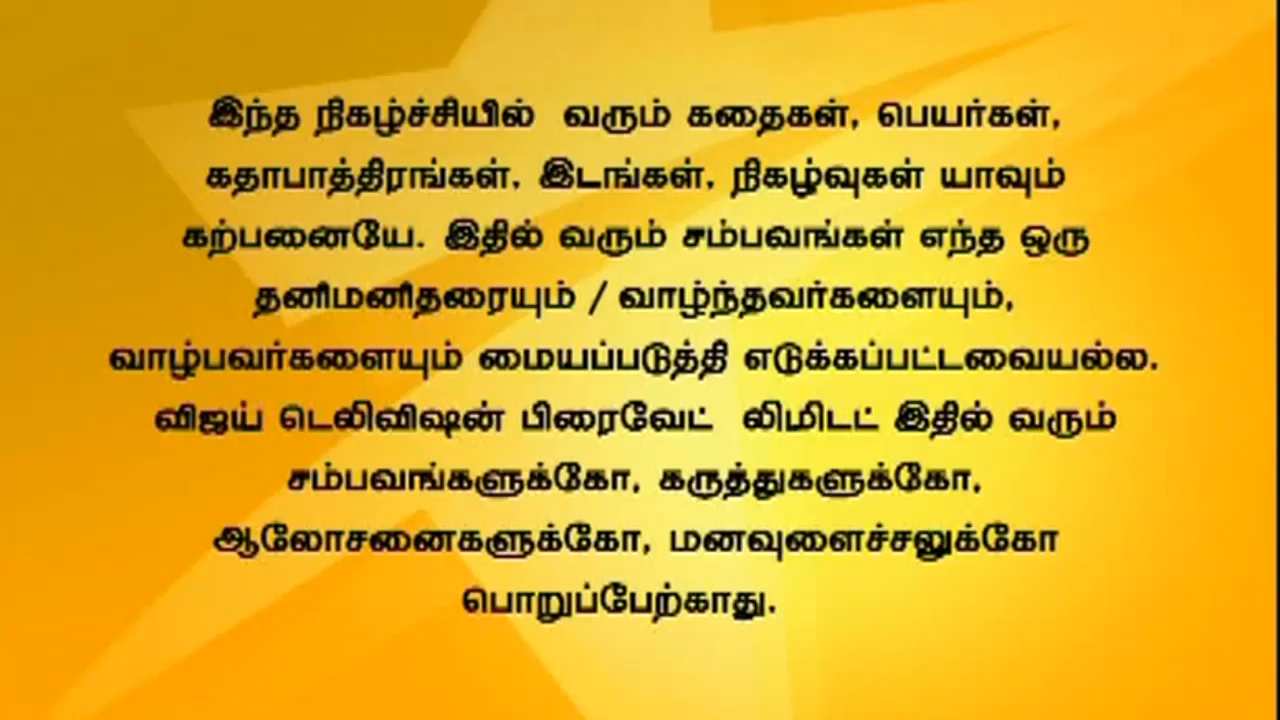 இந்த நிகழ்ச்சியில் வரும் கதைகள், பெயர்கள்,
கதாபாத்திரங்கள், இடங்கள், நிகழ்வுகள் யாவும்
கற்பனையே. இதில் வரும் சம்பவங்கள் எந்த ஒரு
தனிமனிதரையும் / வாழ்ந்தவர்களையும்,
வாழ்பவர்களையும் மையப்படுத்தி எடுக்கப்பட்டவையல்ல.
விஜய் டெலிவிஷன் பிரைவேட் லிமிடட் இதில் வரும்
சம்பவங்களுக்கோ, கருத்துகளுக்கோ,
ஆலோசனைகளுக்கோ, மனவுளைச்சலுக்கோ
பொறுப்பேற்காது.